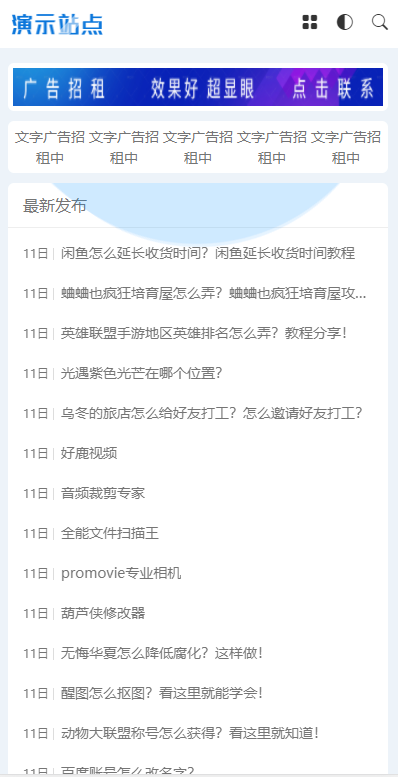 演示站点
广告招租 效果好 超显眼 点击联系
文字广告招 文字广告招 文字广告招 文字广告招 文字广告招
租中 租中 租中 租中 租中
最新发布
11日 闲鱼怎么延长收货时间？闲鱼延长收货时间教程
11日 蛐蛐也疯狂培育屋怎么弄？蛐蛐也疯狂培育屋攻...
11日 英雄联盟手游地区英雄排名怎么弄？教程分享！
11日 光遇紫色光芒在哪个位置？
11日 乌冬的旅店怎么给好友打工？怎么邀请好友打工？
11日 好鹿视频
11日 音频裁剪专家
11日 全能文件扫描王
11日 promovie专业相机
11日 葫芦侠修改器
11日 无悔华夏怎么降低腐化？这样做！
11日 醒图怎么抠图？看这里就能学会！
11日 动物大联盟称号怎么获得？看这里就知道！
11日 百度账号怎么改名字？